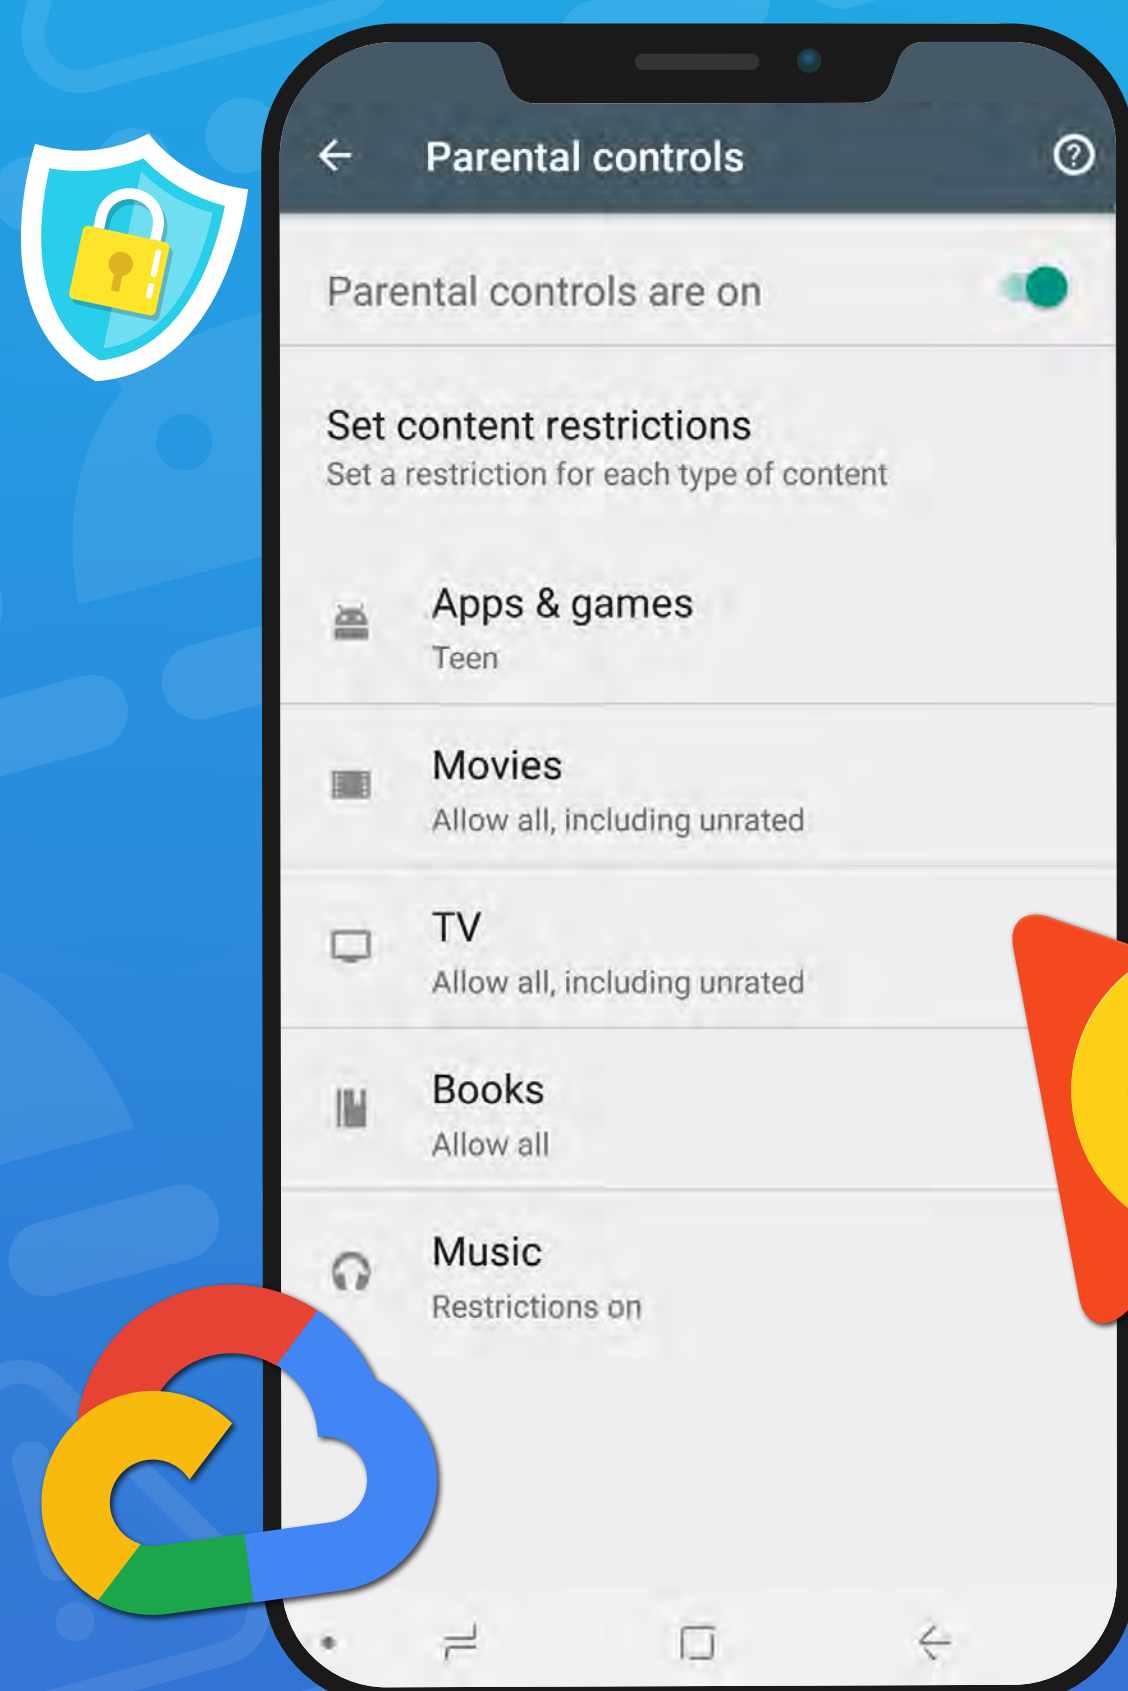 Parental controls
Parental controls are on
Set content restrictions
Set a restriction for each type of content
Apps & games
Teen
Movies
Allow all, including unrated
TV
Allow all, including unrated
Books
Allow all
Music
Restrictions on